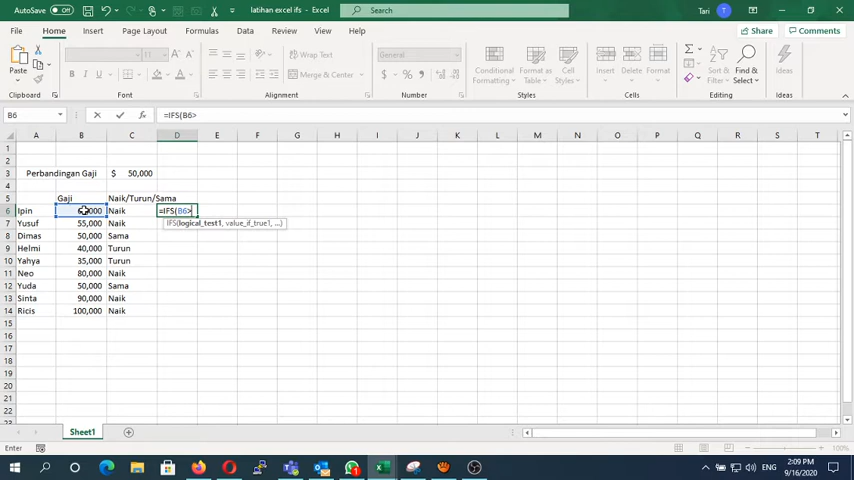 AutoSave Off
latihan excel ifs - Excel
Search
Tari
T
File Home Insert Page Layout Formulas Data Review View Help
Share Comments
Paste
B I U
Wrap Text
Merge & Center
General
$ % ,
Conditional Formatting
Format as Table
Cell Styles
Insert Delete Format
Sort & Filter
Find & Select
Ideas
Clipboard Font Alignment Number Styles Cells Editing Ideas
B6 =IFS(B6>
A B C D E F G H I J K L M N O P Q R S T
1
2
3 Perbandingan Gaji $ 50,000
4
5 Gaji Naik/Turun/Sama
6 Ipin Naik =IFS(B6>
7 Yusuf 55,000 Naik IFS(logical_test1, value_if_true1, ...)
8 Dimas 50,000 Sama
9 Helmi 40,000 Turun
10 Yahya 35,000 Turun
11 Neo 80,000 Naik
12 Yuda 50,000 Sama
13 Sinta 90,000 Naik
14 Ricis 100,000 Naik
15
16
17
18
19
20
21
22
23
Sheet1
Enter
100%
ENG
2:09 PM
9/16/2020